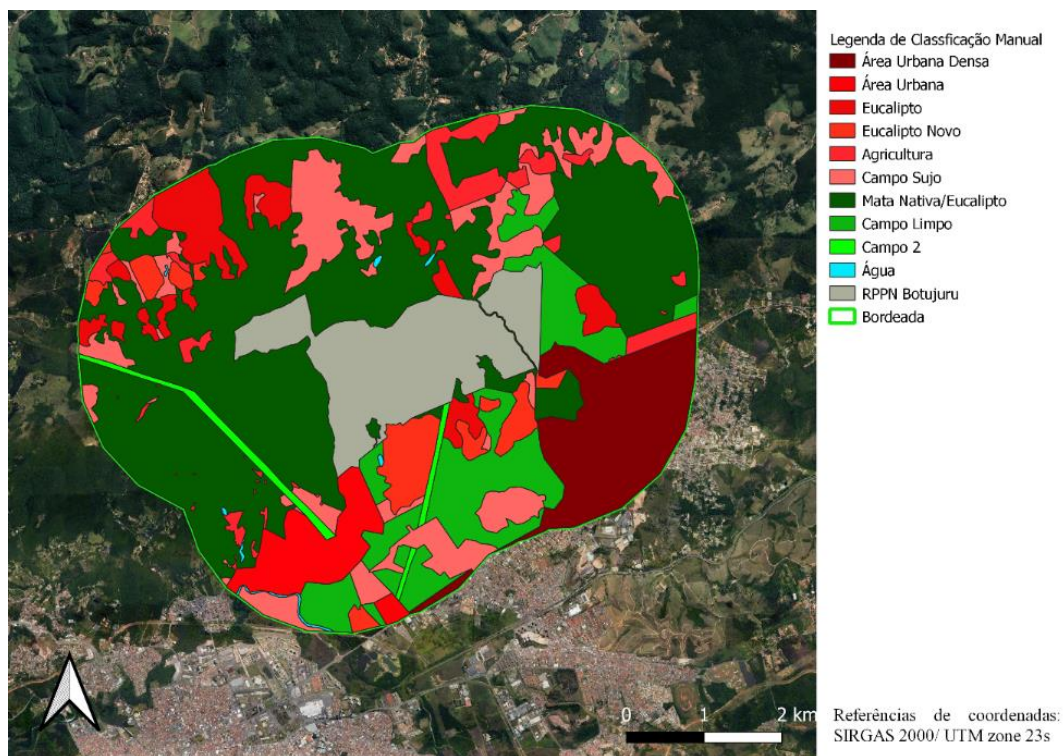 Legenda de Classficação Manual
Área Urbana Densa
Área Urbana
Eucalipto
Eucalipto Novo
Agricultura
Campo Sujo
Mata Nativa/Eucalipto
Campo Limpo
Campo 2
Água
RPPN Botujuru
Bordeada
0 1 2 km
Referências de coordenadas:
SIRGAS 2000/ UTM zone 23s